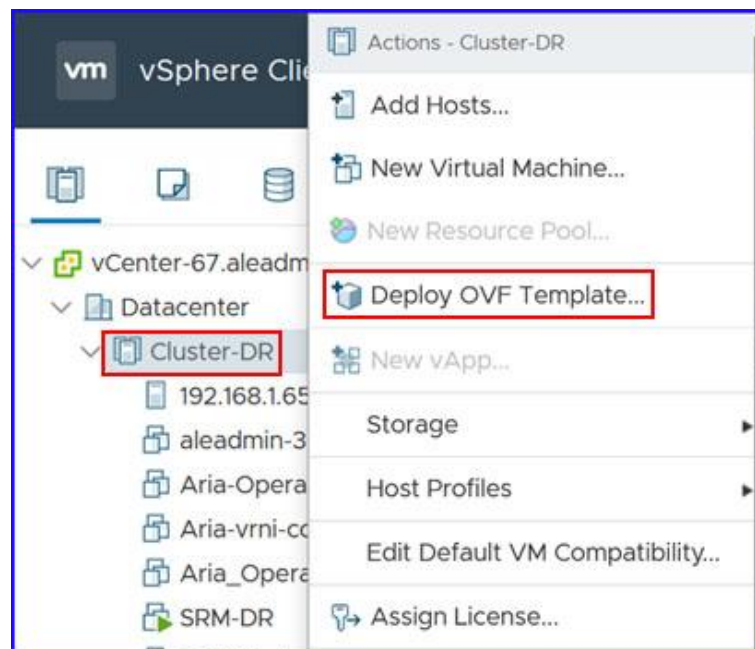 vm vSphere Clie
Actions - Cluster-DR
Add Hosts...
New Virtual Machine...
New Resource Pool...
Deploy OVF Template...
New vApp...
Storage
Host Profiles
Edit Default VM Compatibility...
Assign License...
vCenter-67.aleadm
Datacenter
Cluster-DR
192.168.1.65
aleadmin-3
Aria-Opera
Aria-vrni-co
Aria_Opera
SRM-DR